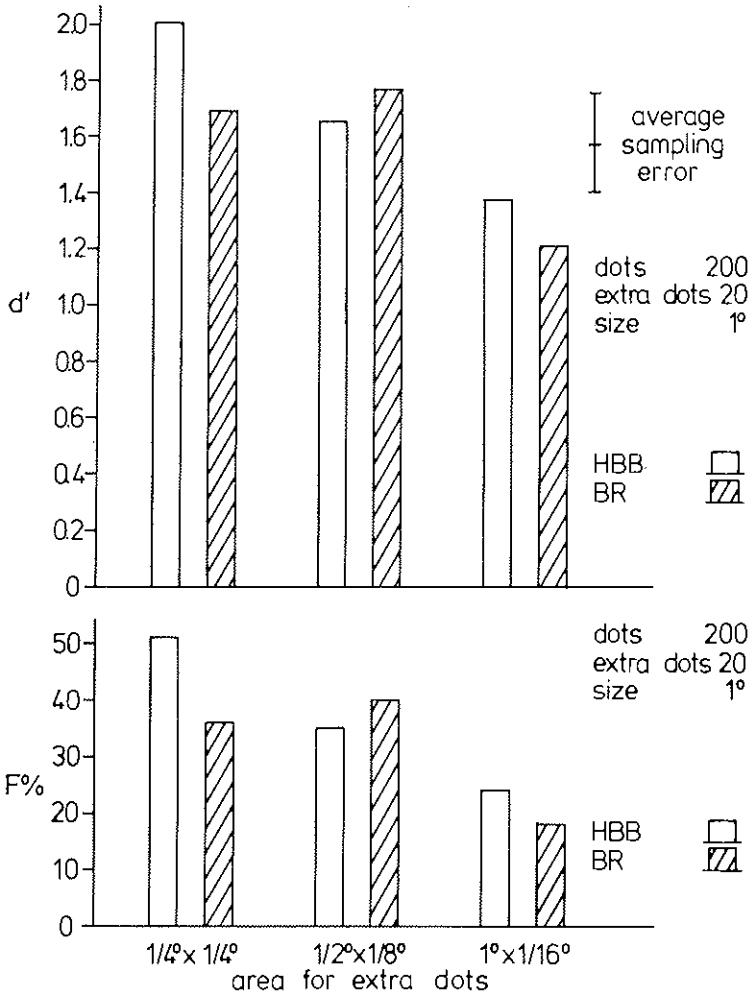 2.0
1.8
1.6
1.4
1.2
1.0
0.8
0.6
0.4
0.2
0
d'
average
sampling
error
dots 200
extra dots 20
size 1°
HBB
BR
50
40
30
20
10
0
F%
dots 200
extra dots 20
size 1°
HBB
BR
1/4°x 1/4° 1/2°x1/8° 1°x1/16°
area for extra dots